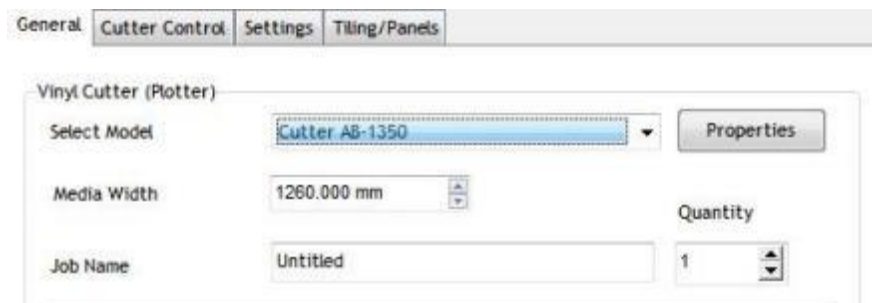 General Cutter Control Settings Tiling/Panels
Vinyl Cutter (Plotter)
Select Model Cutter AB-1350 Properties
Media Width 1260.000 mm
Quantity
Job Name Untitled 1